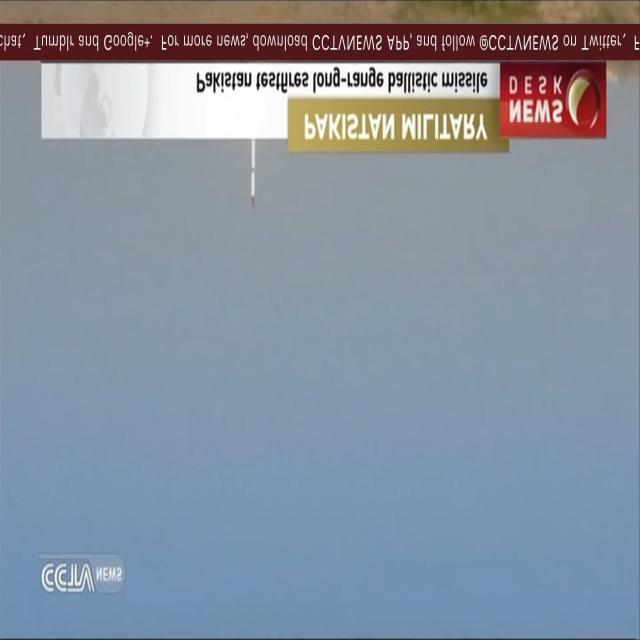 CCTV NEWS
PAKISTAN MILITARY
NEWS
DESK
Pakistan testfires long-range ballistic missile
chat, Tumblr and Google+. For more news, download CCTVNEWS APP, and follow @CCTVNEWS on Twitter, F